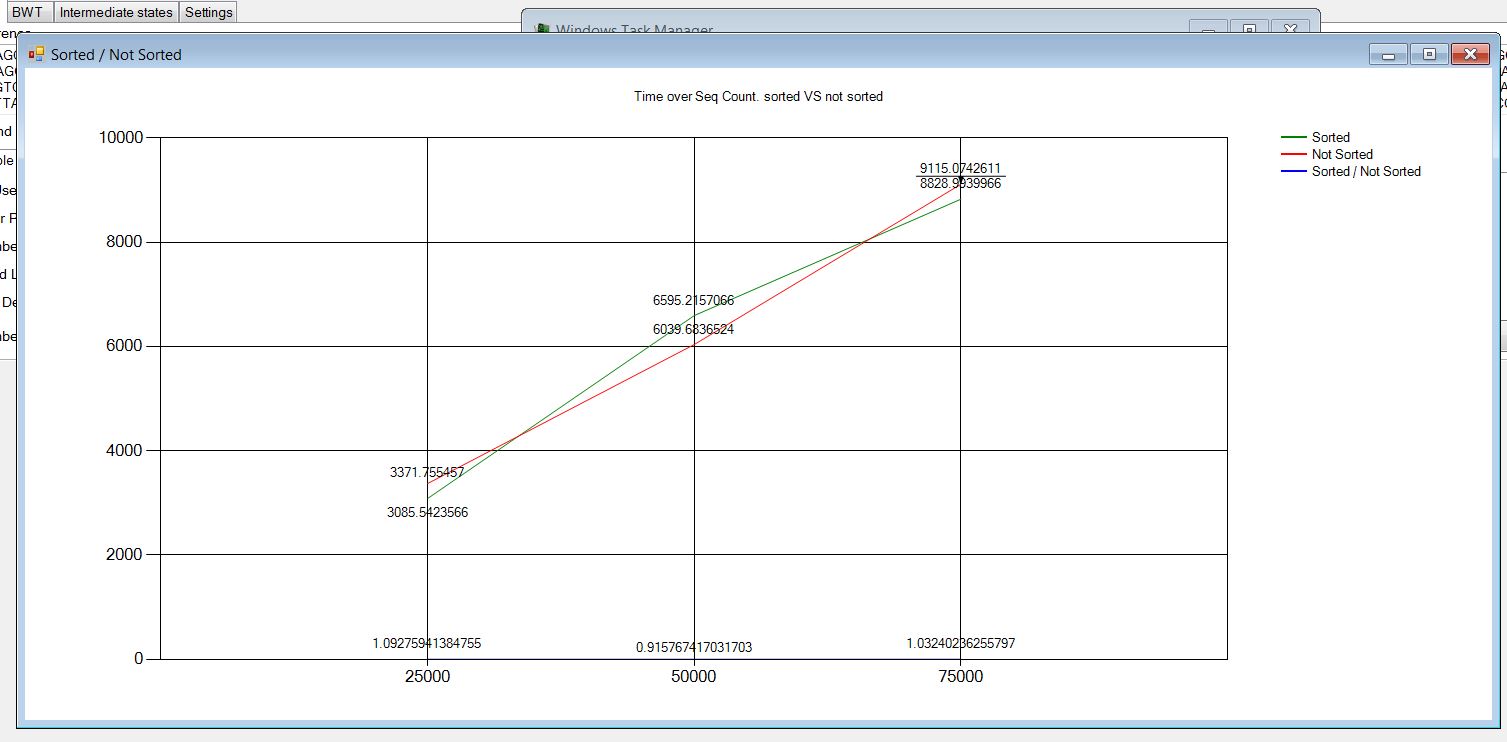 BWT Intermediate states Settings
Windows Task Manager
Sorted / Not Sorted
Time over Seq Count. sorted VS not sorted
10000
8000
6000
4000
2000
0
25000 50000 75000
9115.0742611
8828.9939966
6595.2157066
6039.6836524
3371.755457
3085.5423566
1.09275941384755
0.915767417031703
1.03240236255797
Sorted
Not Sorted
Sorted / Not Sorted